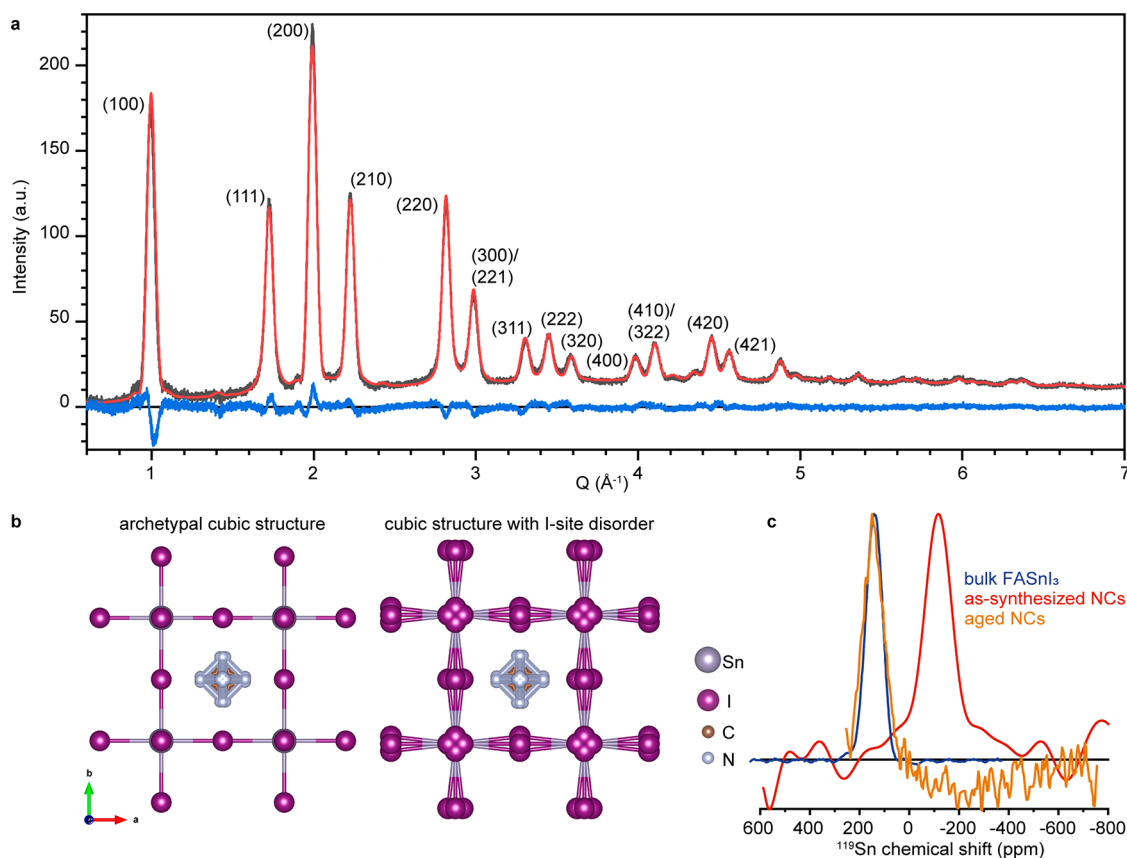 a
(200)
200
(100)
150
(111)
(210)
(220)
100
(300)/
(221)
Intensity (a.u.)
50
(311)
(222)
(320)
(400)
(410)/
(322)
(420)
(421)
0
1
2
3
4
5
6
7
Q (Å⁻¹)
b
archetypal cubic structure
cubic structure with I-site disorder
Sn
I
C
N
b
a
c
bulk FASnI₃
as-synthesized NCs
aged NCs
600 400 200 0 -200 -400 -600 -800
¹¹⁹Sn chemical shift (ppm)